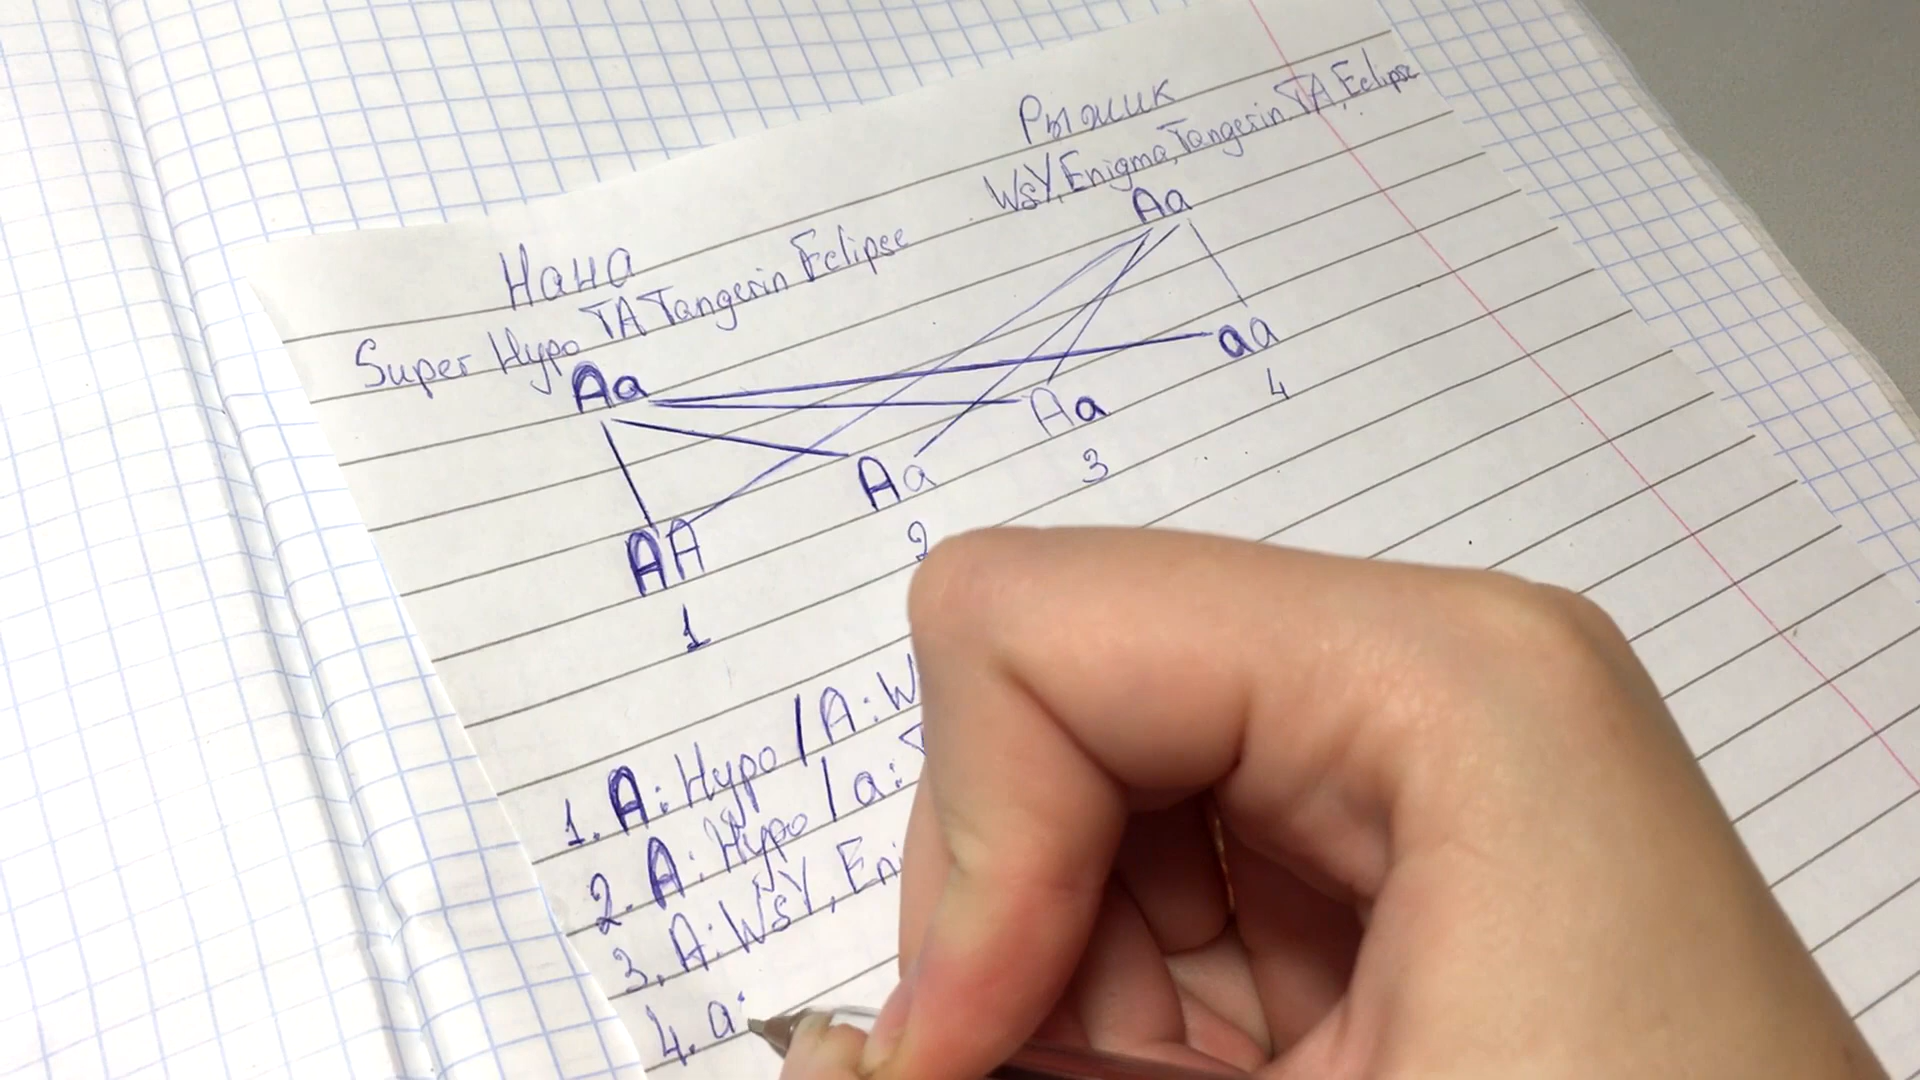 Рыжик
WsY, Enigma, Tangerin TA, Eclipse
Aa
Нана
Super Hypo TA Tangerin Eclipse
Aa
aa
4
Aa
3
Aa
2
AA
1
1. A: Hypo / A: W
2. A: Hypo / a: T
3. A: WsY, Eni
4. a: